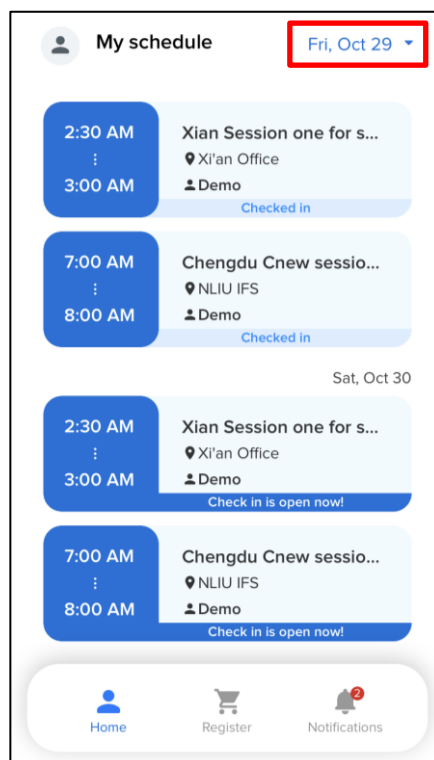 My schedule
Fri, Oct 29
2:30 AM
3:00 AM
Xian Session one for s...
Xi'an Office
Demo
Checked in
7:00 AM
8:00 AM
Chengdu Cnew sessio...
NLIU IFS
Demo
Checked in
Sat, Oct 30
2:30 AM
3:00 AM
Xian Session one for s...
Xi'an Office
Demo
Check in is open now!
7:00 AM
8:00 AM
Chengdu Cnew sessio...
NLIU IFS
Demo
Check in is open now!
2
Home
Register
Notifications